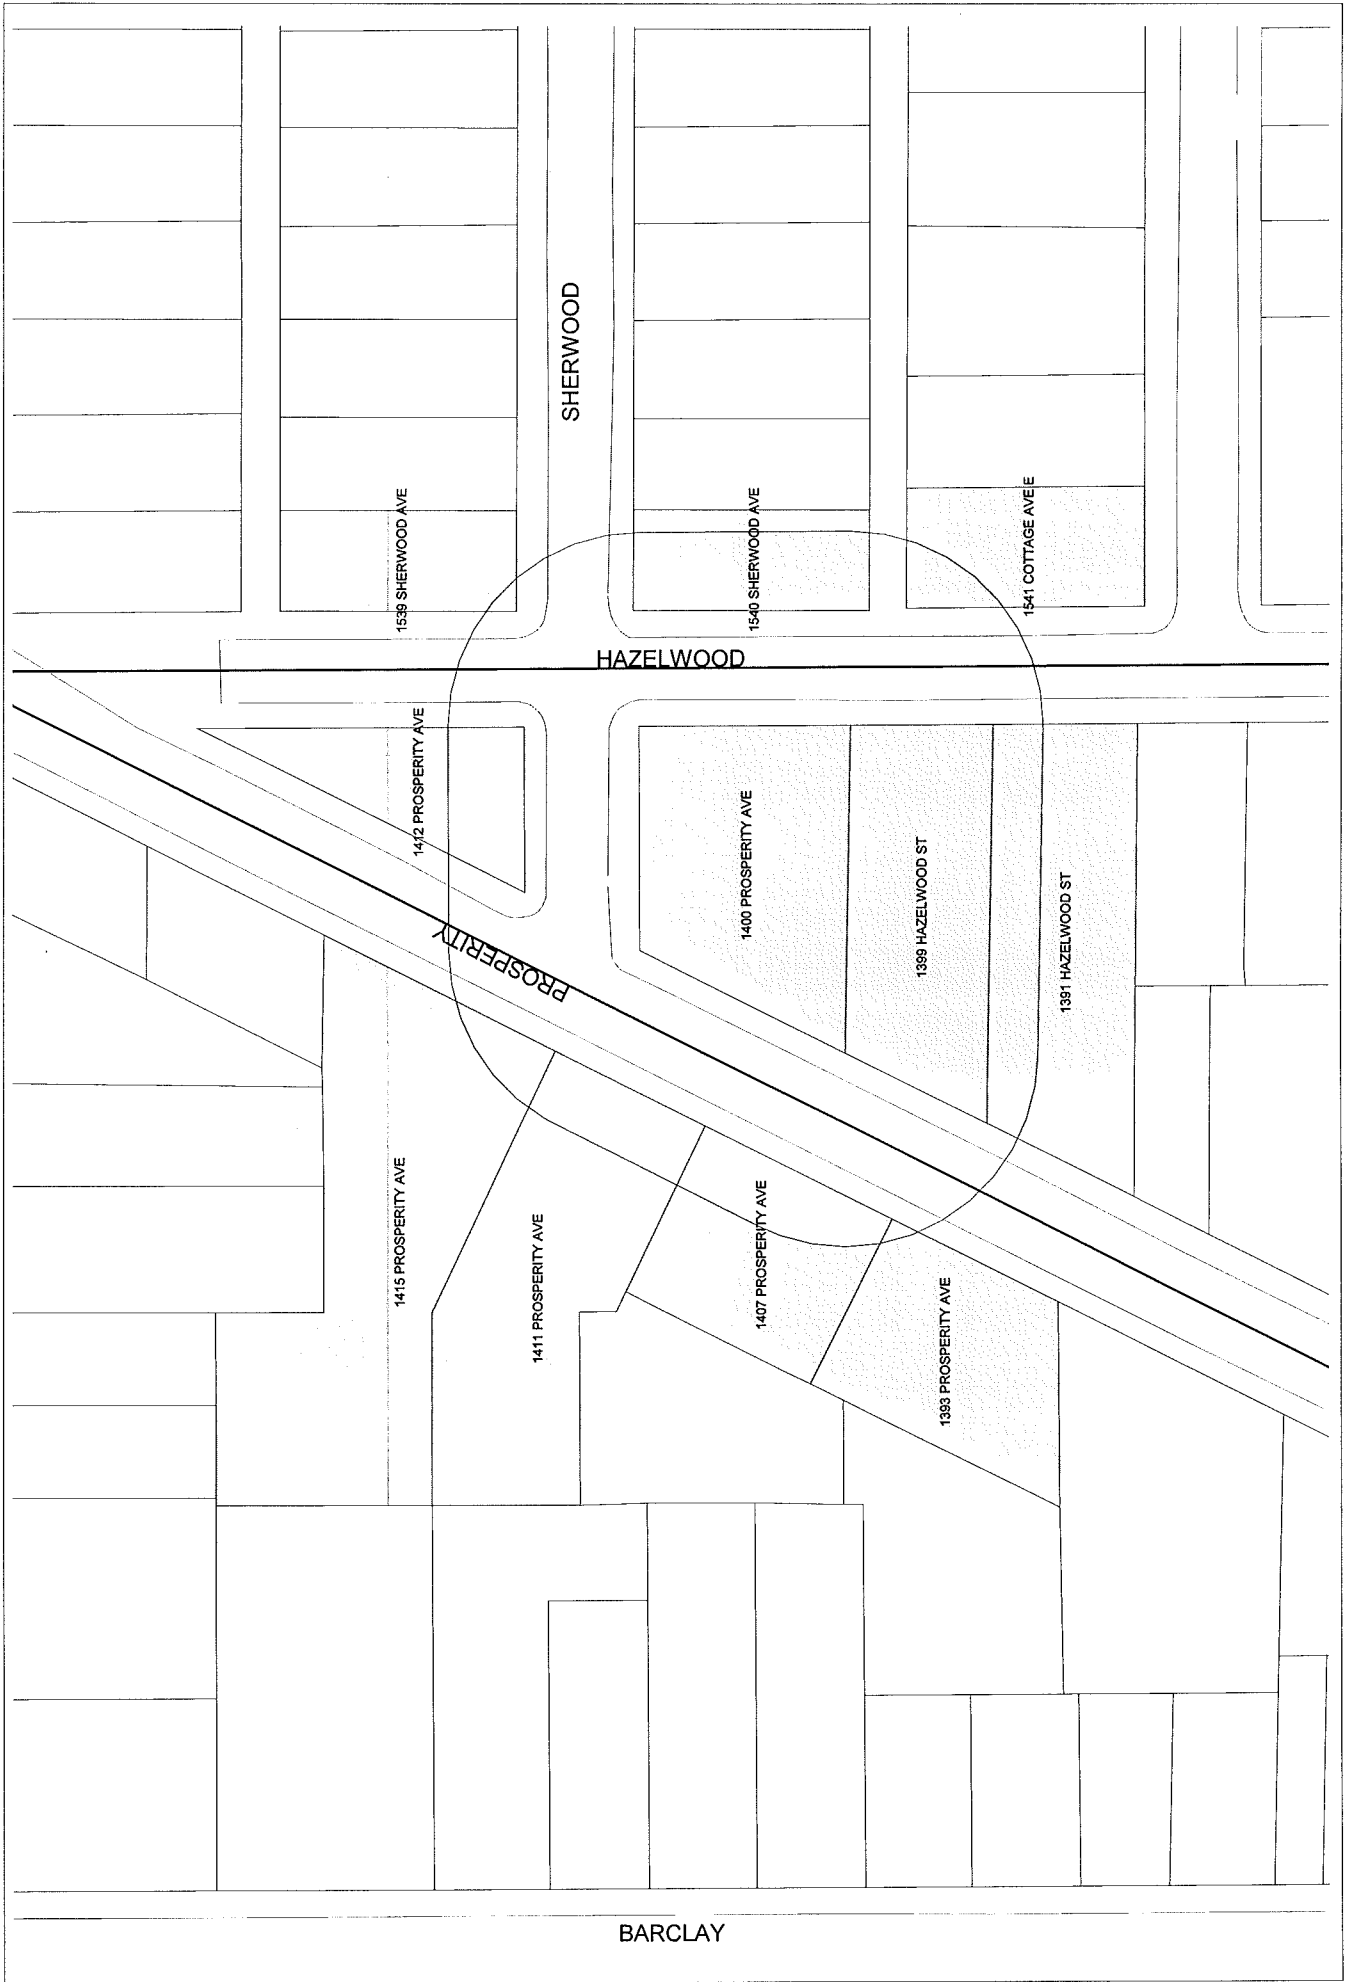 SHERWOOD
1539 SHERWOOD AVE
1540 SHERWOOD AVE
1541 COTTAGE AVE E
HAZELWOOD
1412 PROSPERITY AVE
1400 PROSPERITY AVE
1399 HAZELWOOD ST
1391 HAZELWOOD ST
PROSPERITY
1415 PROSPERITY AVE
1411 PROSPERITY AVE
1407 PROSPERITY AVE
1393 PROSPERITY AVE
BARCLAY